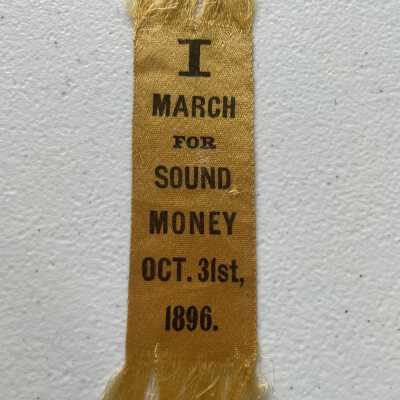 I
MARCH
FOR
SOUND
MONEY
OCT. 31st,
1896.